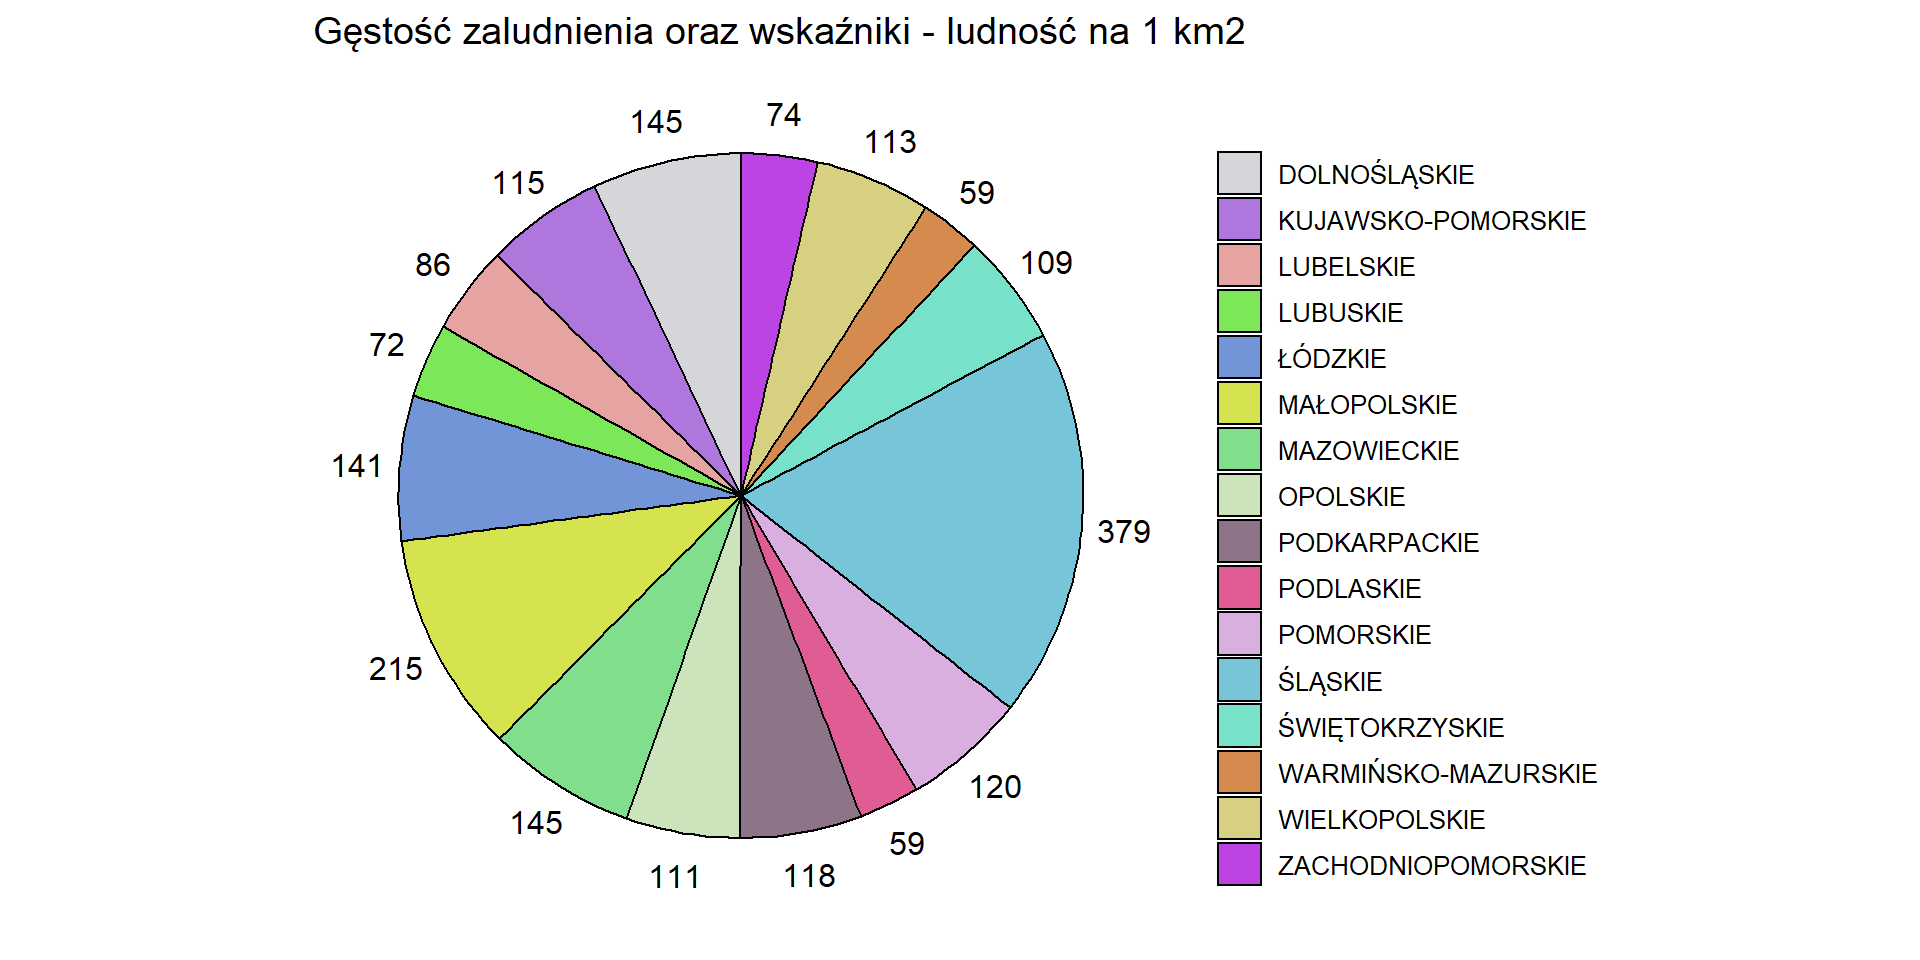 Gęstość zaludnienia oraz wskaźniki - ludność na 1 km2
145
74
113
115
59
86
109
72
141
379
215
120
145
59
111
118
DOLNOŚLĄSKIE
KUJAWSKO-POMORSKIE
LUBELSKIE
LUBUSKIE
ŁÓDZKIE
MAŁOPOLSKIE
MAZOWIECKIE
OPOLSKIE
PODKARPACKIE
PODLASKIE
POMORSKIE
ŚLĄSKIE
ŚWIĘTOKRZYSKIE
WARMIŃSKO-MAZURSKIE
WIELKOPOLSKIE
ZACHODNIOPOMORSKIE